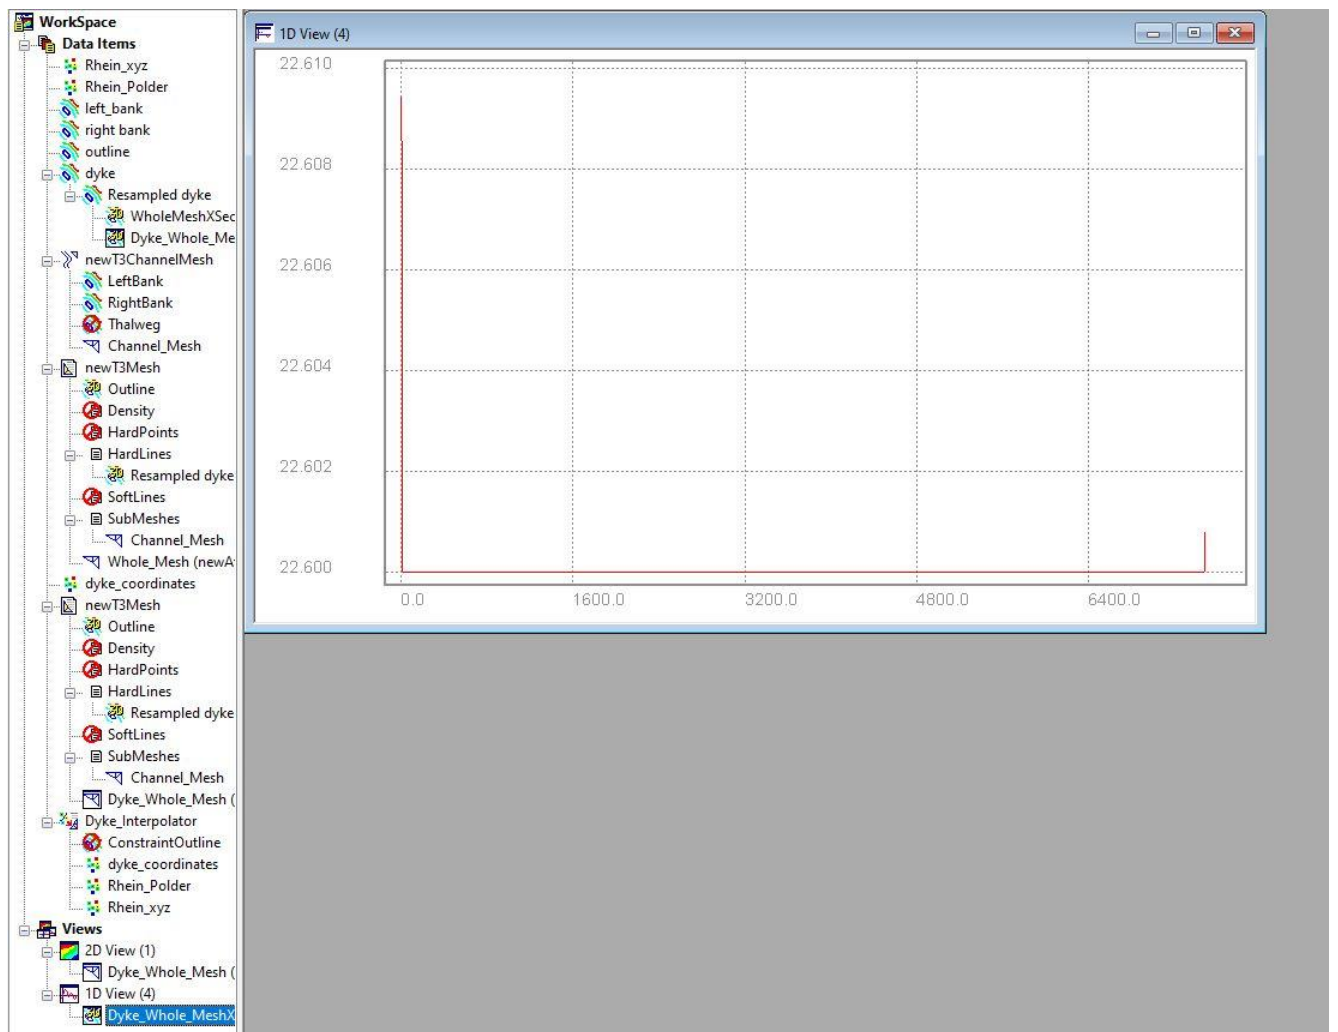 WorkSpace
Data Items
Rhein_xyz
Rhein_Polder
left_bank
right bank
outline
dyke
Resampled dyke
WholeMeshXSec
Dyke_Whole_Me
newT3ChannelMesh
LeftBank
RightBank
Thalweg
Channel_Mesh
newT3Mesh
Outline
Density
HardPoints
HardLines
Resampled dyke
SoftLines
SubMeshes
Channel_Mesh
Whole_Mesh (newA
dyke_coordinates
newT3Mesh
Outline
Density
HardPoints
HardLines
Resampled dyke
SoftLines
SubMeshes
Channel_Mesh
Dyke_Whole_Mesh (
Dyke_Interpolator
ConstraintOutline
dyke_coordinates
Rhein_Polder
Rhein_xyz
Views
2D View (1)
Dyke_Whole_Mesh (
1D View (4)
Dyke_Whole_MeshX
1D View (4)
22.610
22.608
22.606
22.604
22.602
22.600
0.0 1600.0 3200.0 4800.0 6400.0